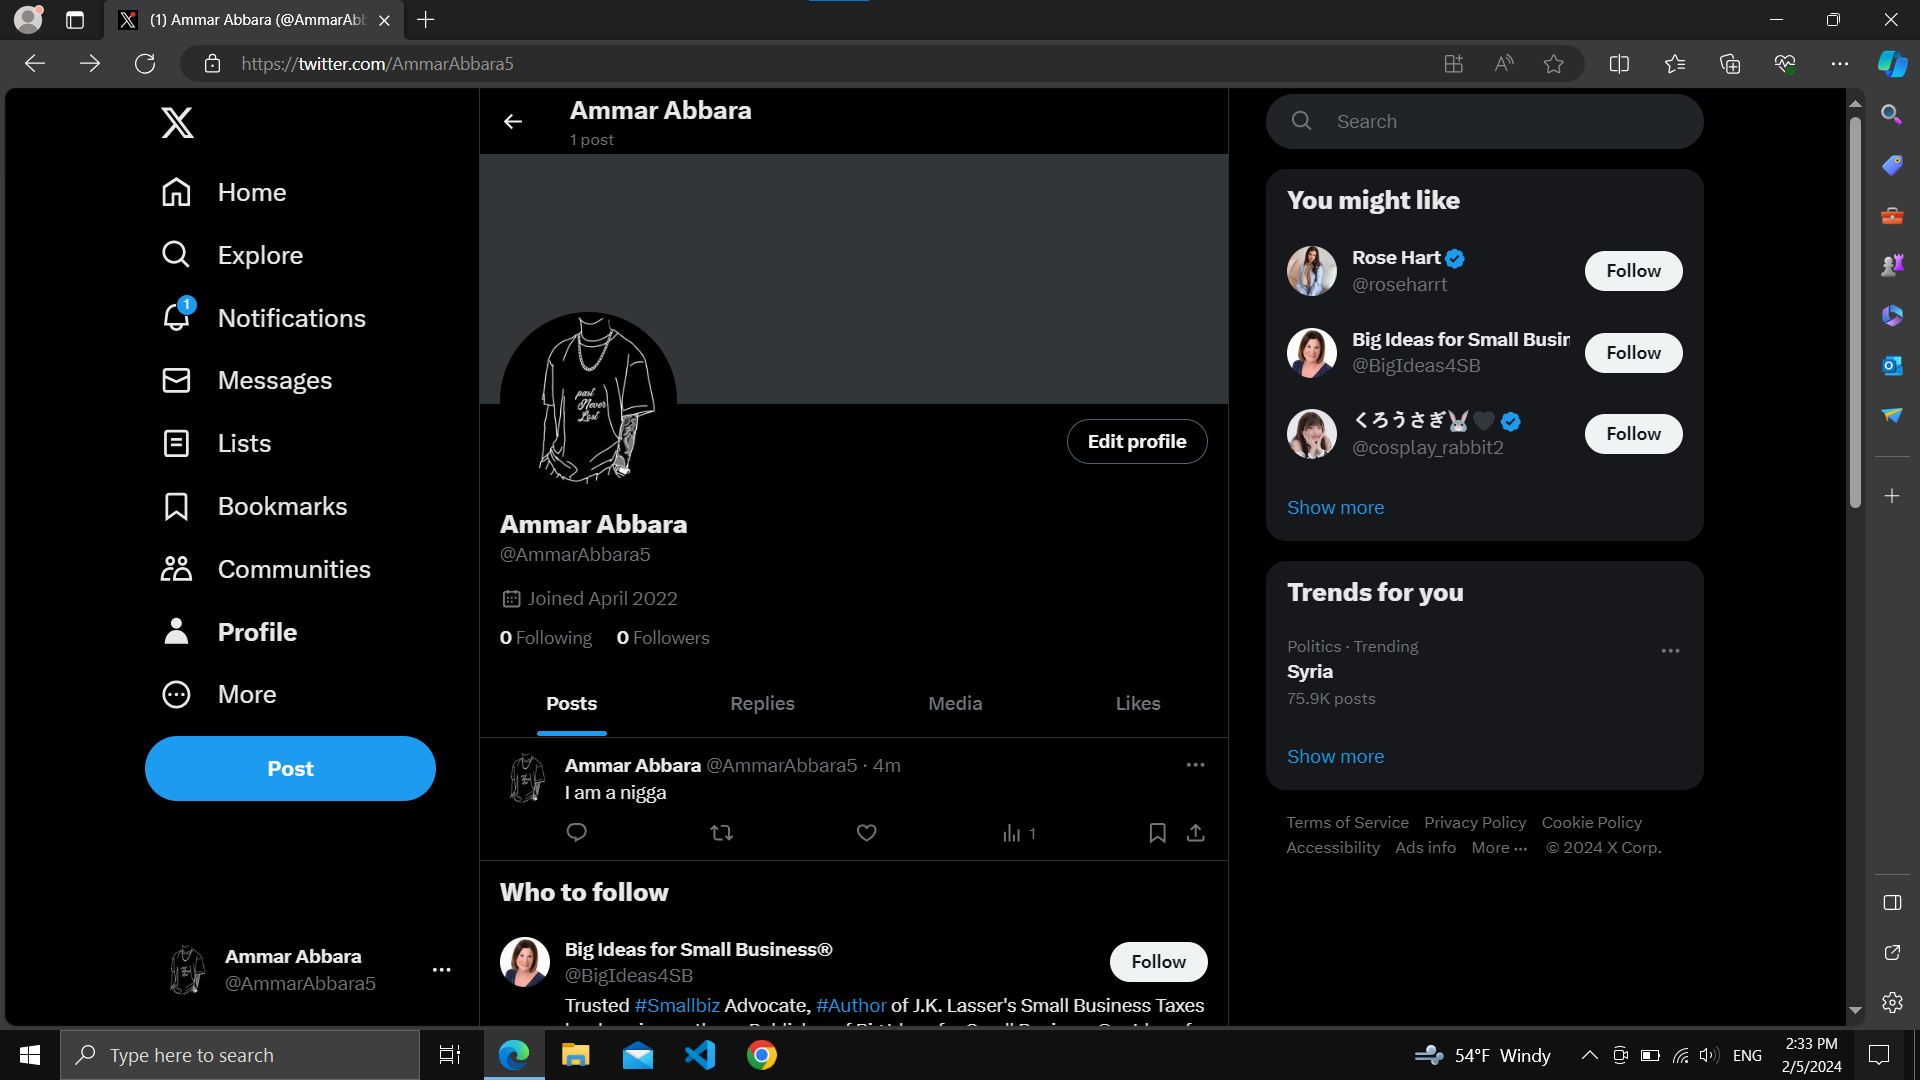 (1) Ammar Abbara (@AmmarAbb
https://twitter.com/AmmarAbbara5
Home
Explore
1
Notifications
Messages
Lists
Bookmarks
Communities
Profile
More
Post
Ammar Abbara
@AmmarAbbara5
Ammar Abbara
1 post
past
Never
Lost
Edit profile
Ammar Abbara
@AmmarAbbara5
Joined April 2022
0 Following 0 Followers
Posts Replies Media Likes
Ammar Abbara @AmmarAbbara5 · 4m
I am a nigga
1
Who to follow
Big Ideas for Small Business®
@BigIdeas4SB
Follow
Trusted #Smallbiz Advocate, #Author of J.K. Lasser's Small Business Taxes
Search
You might like
Rose Hart
@roseharrt
Follow
Big Ideas for Small Busin
@BigIdeas4SB
Follow
くろうさぎ🐰🖤
@cosplay_rabbit2
Follow
Show more
Trends for you
Politics · Trending
Syria
75.9K posts
Show more
Terms of Service Privacy Policy Cookie Policy
Accessibility Ads info More ··· © 2024 X Corp.
Type here to search
54°F Windy
ENG
2:33 PM
2/5/2024